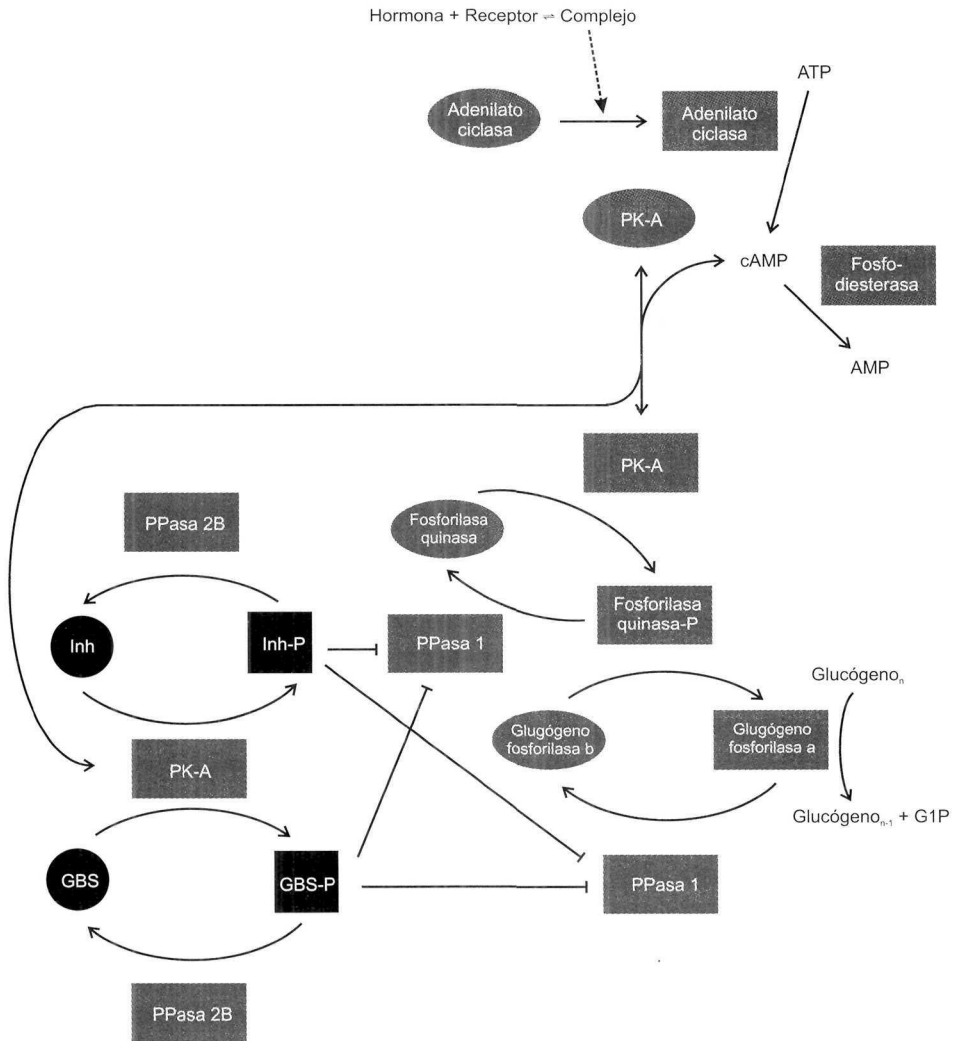 Hormona + Receptor ⇌ Complejo
ATP
Adenilato
ciclasa
Adenilato
ciclasa
PK-A
cAMP
Fosfo-
diesterasa
AMP
PK-A
PPasa 2B
Fosforilasa
quinasa
Fosforilasa
quinasa-P
Inh
Inh-P
PPasa 1
Glucógenoₙ
Glugógeno
fosforilasa b
Glugógeno
fosforilasa a
PK-A
Glucógenoₙ₋₁ + G1P
GBS
GBS-P
PPasa 1
PPasa 2B